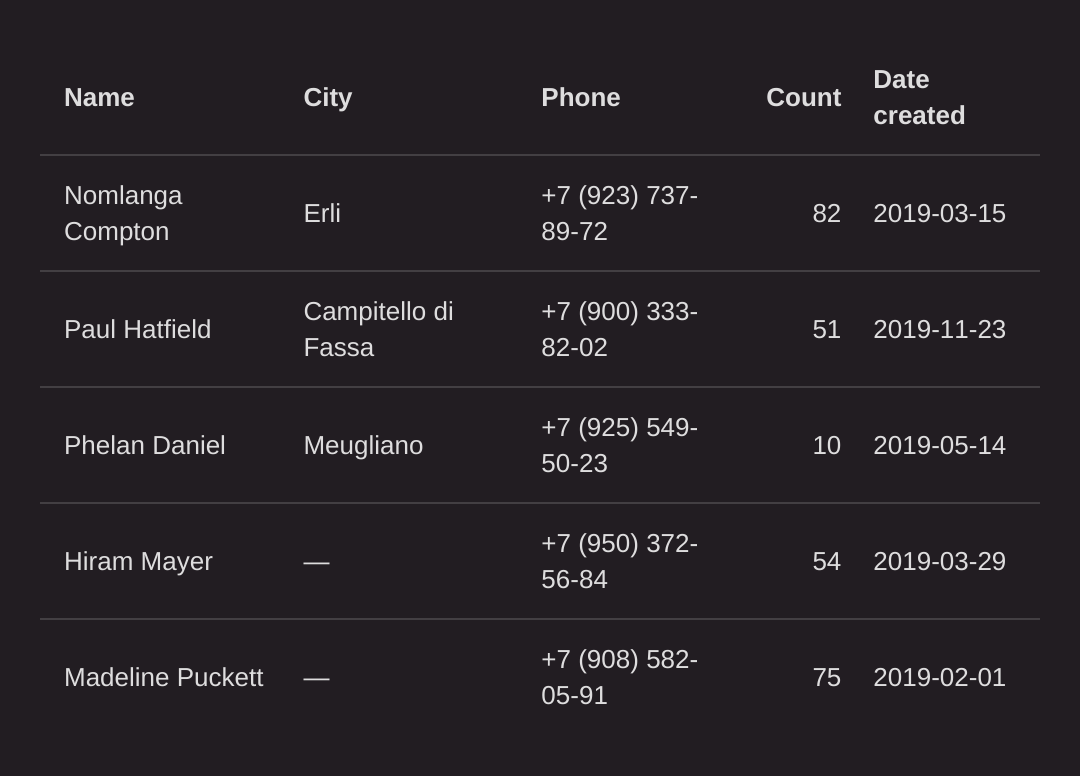 Name City Phone Count Date created
Nomlanga Compton Erli +7 (923) 737-89-72 82 2019-03-15
Paul Hatfield Campitello di Fassa +7 (900) 333-82-02 51 2019-11-23
Phelan Daniel Meugliano +7 (925) 549-50-23 10 2019-05-14
Hiram Mayer — +7 (950) 372-56-84 54 2019-03-29
Madeline Puckett — +7 (908) 582-05-91 75 2019-02-01